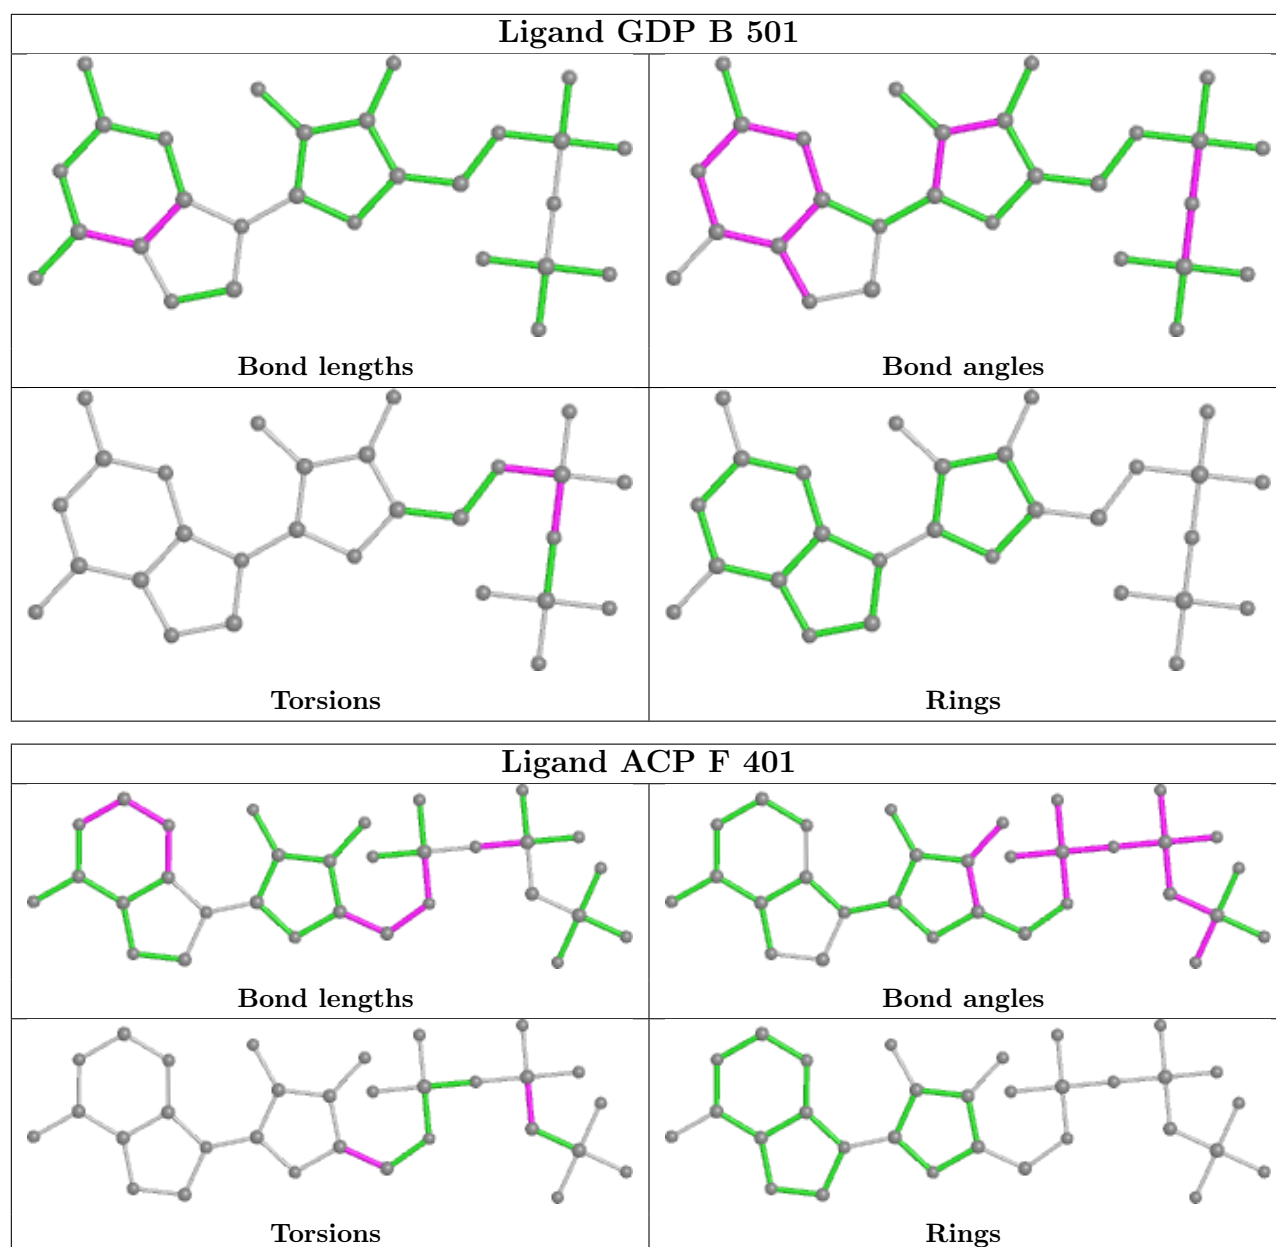 Ligand GDP B 501
Bond lengths
Bond angles
Torsions
Rings
Ligand ACP F 401
Bond lengths
Bond angles
Torsions
Rings